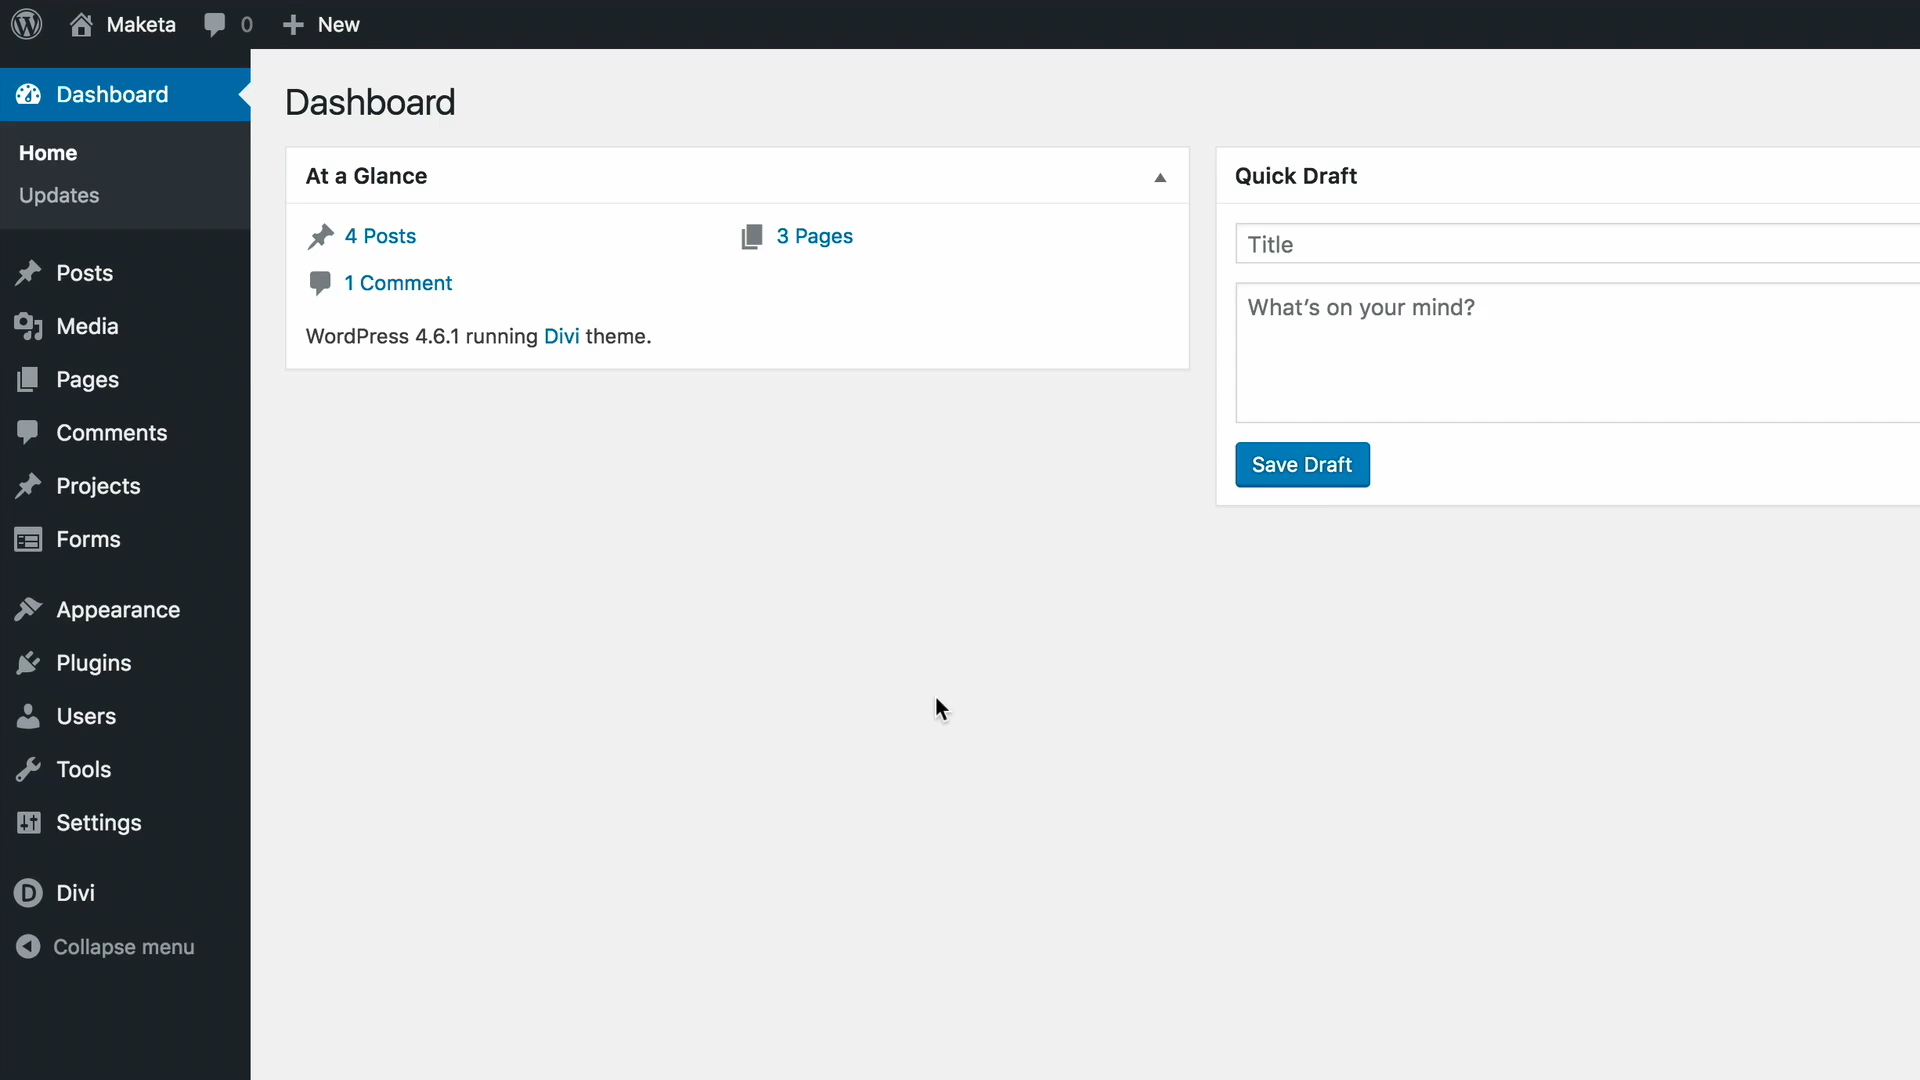 Maketa
0
New
Dashboard
Home
Updates
Posts
Media
Pages
Comments
Projects
Forms
Appearance
Plugins
Users
Tools
Settings
Divi
Collapse menu
Dashboard
At a Glance
4 Posts
3 Pages
1 Comment
WordPress 4.6.1 running Divi theme.
Quick Draft
Title
What's on your mind?
Save Draft